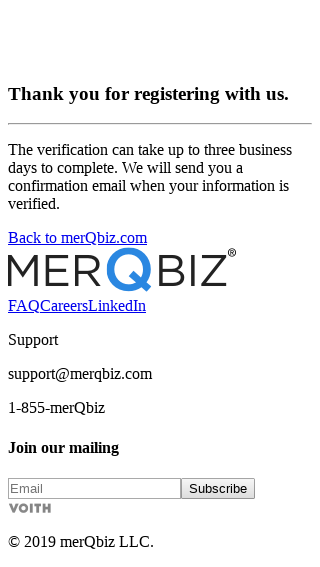 Thank you for registering with us.
The verification can take up to three business
days to complete. We will send you a
confirmation email when your information is
verified.
Back to merQbiz.com
MERQBIZ®
FAQCareersLinkedIn
Support
support@merqbiz.com
1-855-merQbiz
Join our mailing
Email Subscribe
VOITH
© 2019 merQbiz LLC.